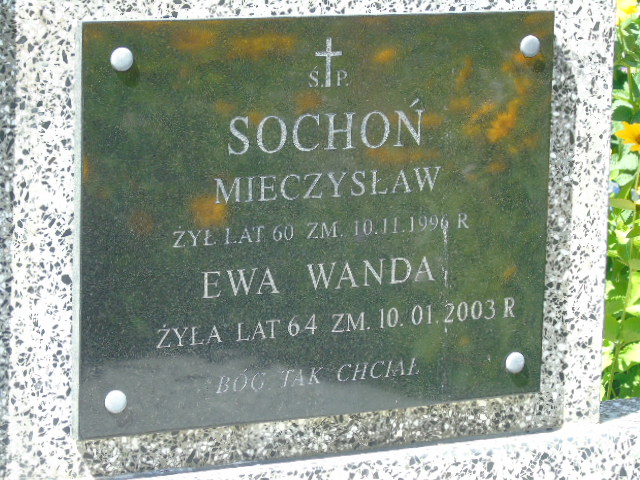 Ś.P.
SOCHOŃ
MIECZYSŁAW
ŻYŁ LAT 60 ZM. 10.11.1996 R
EWA WANDA
ŻYŁA LAT 64 ZM. 10.01.2003 R
BÓG TAK CHCIAŁ